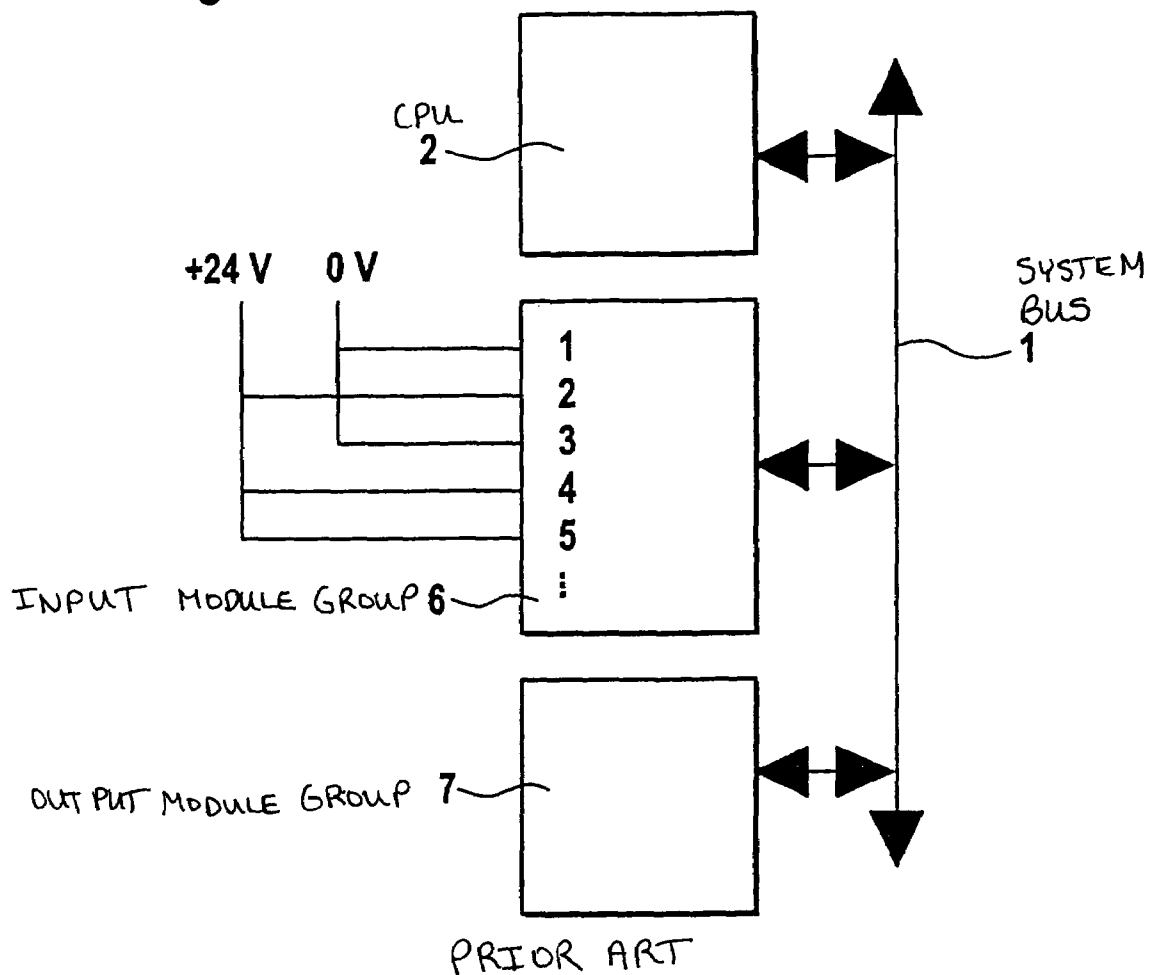 CPU
2
+24 V 0 V
SYSTEM
BUS
1
1
2
3
4
5
INPUT MODULE GROUP 6
OUTPUT MODULE GROUP 7
PRIOR ART